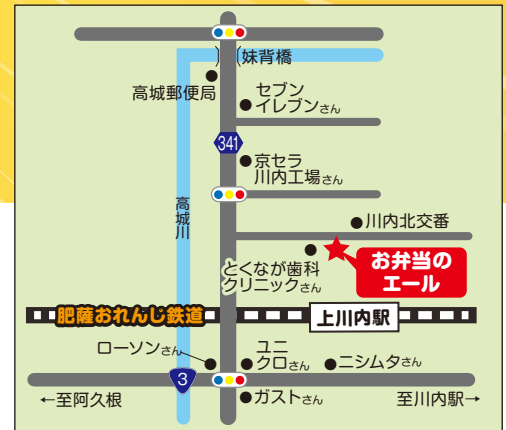 妹背橋
高城郵便局
セブン
イレブンさん
341
京セラ
川内工場さん
高城川
川内北交番
とくなが歯科
クリニックさん
お弁当の
エール
肥薩おれんじ鉄道
上川内駅
ローソンさん
ユニ
クロさん
ニシムタさん
3
←至阿久根
ガストさん
至川内駅→